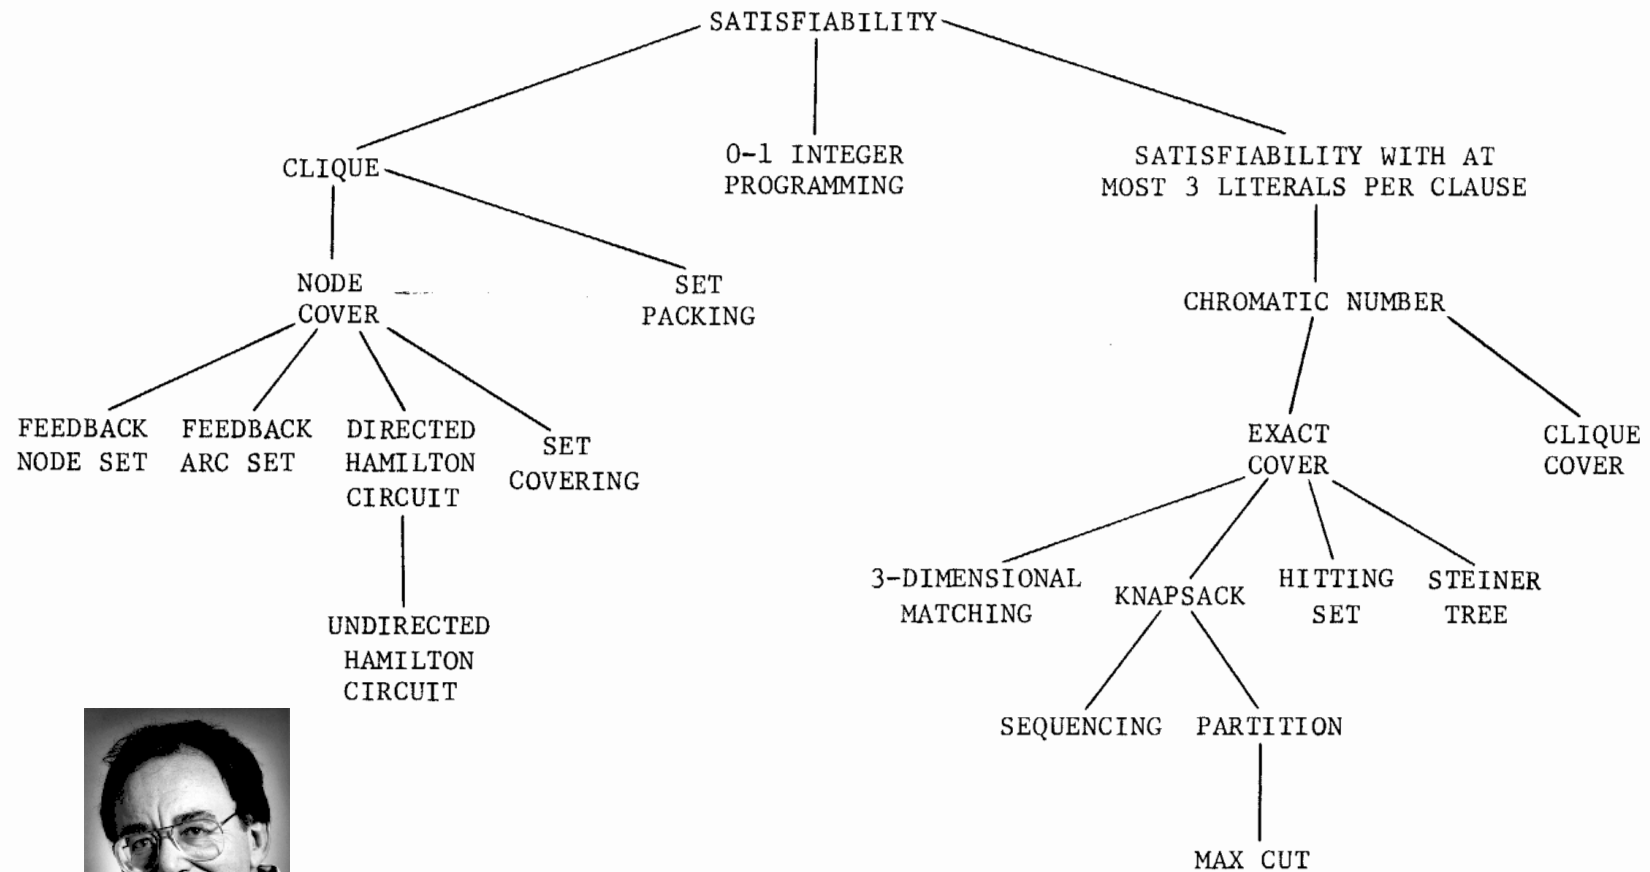 SATISFIABILITY
CLIQUE
0-1 INTEGER
PROGRAMMING
SATISFIABILITY WITH AT
MOST 3 LITERALS PER CLAUSE
NODE
COVER
SET
PACKING
CHROMATIC NUMBER
FEEDBACK
NODE SET
FEEDBACK
ARC SET
DIRECTED
HAMILTON
CIRCUIT
SET
COVERING
EXACT
COVER
CLIQUE
COVER
UNDIRECTED
HAMILTON
CIRCUIT
3-DIMENSIONAL
MATCHING
KNAPSACK
HITTING
SET
STEINER
TREE
SEQUENCING
PARTITION
MAX CUT